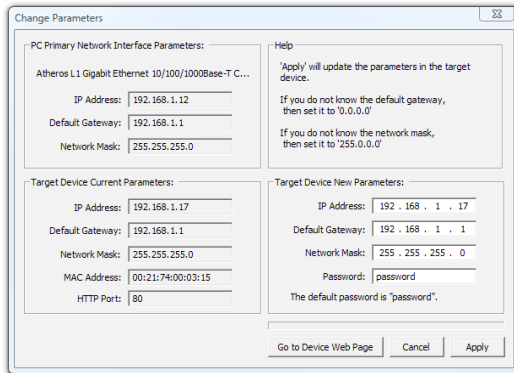 Change Parameters
PC Primary Network Interface Parameters:
Atheros L1 Gigabit Ethernet 10/100/1000Base-T C...
IP Address: 192.168.1.12
Default Gateway: 192.168.1.1
Network Mask: 255.255.255.0
Help
'Apply' will update the parameters in the target
device.
If you do not know the default gateway,
then set it to '0.0.0.0'
If you do not know the network mask,
then set it to '255.0.0.0'
Target Device Current Parameters:
IP Address: 192.168.1.17
Default Gateway: 192.168.1.1
Network Mask: 255.255.255.0
MAC Address: 00:21:74:00:03:15
HTTP Port: 80
Target Device New Parameters:
IP Address: 192 . 168 . 1 . 17
Default Gateway: 192 . 168 . 1 . 1
Network Mask: 255 . 255 . 255 . 0
Password: password
The default password is "password".
Go to Device Web Page Cancel Apply